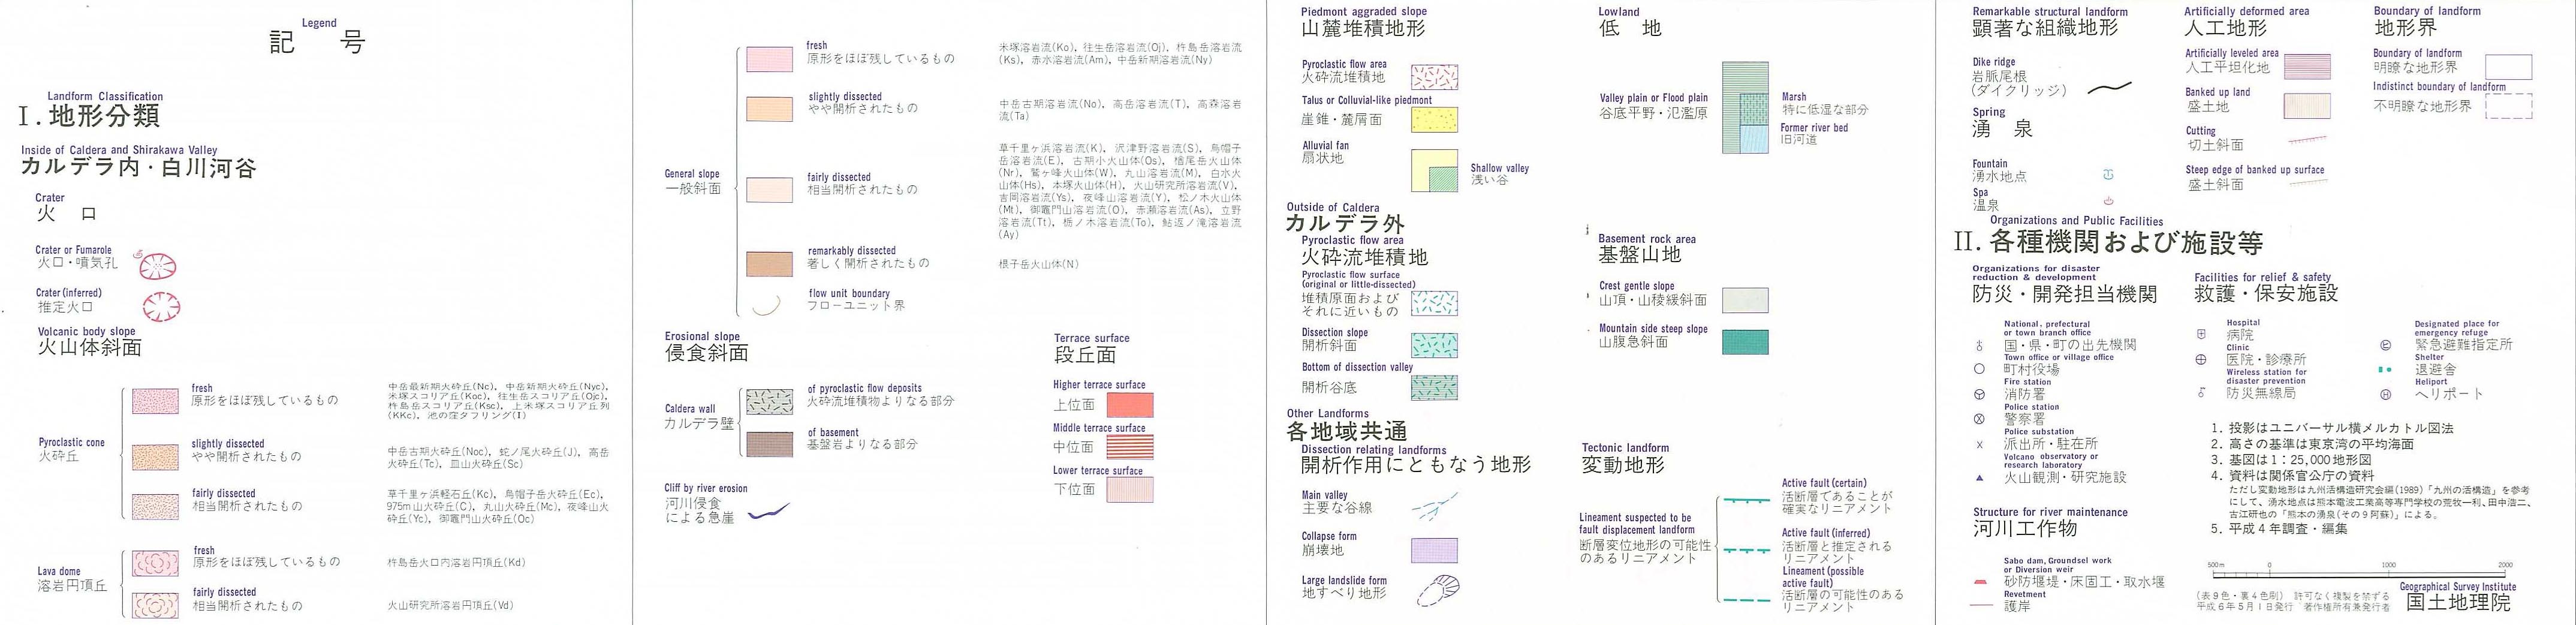 Legend
記 号
Landform Classification
I. 地形分類
Inside of Caldera and Shirakawa Valley
カルデラ内・白川河谷
Crater
火 口
Crater or Fumarole
火口・噴気孔
Crater (inferred)
推定火口
Volcanic body slope
火山体斜面
Pyroclastic cone
火砕丘
fresh
原形をほぼ残しているもの
中岳最新期火砕丘(Nc), 中岳新期火砕丘(Nyc),
米塚スコリア丘(Koc), 往生岳スコリア丘(Ojc),
杵島岳スコリア丘(Ksc), 上米塚スコリア丘列
(KKc), 池の窪タフリング(I)
slightly dissected
やや開析されたもの
中岳古期火砕丘(Noc), 蛇ノ尾火砕丘(J), 高岳
火砕丘(Tc), 皿山火砕丘(Sc)
fairly dissected
相当開析されたもの
草千里ヶ浜軽石丘(Kc), 烏帽子岳火砕丘(Ec),
975m山火砕丘(C), 丸山火砕丘(Mc), 夜峰山火
砕丘(Yc), 御竈門山火砕丘(Oc)
Lava dome
溶岩円頂丘
fresh
原形をほぼ残しているもの
杵島岳火口内溶岩円頂丘(Kd)
fairly dissected
相当開析されたもの
火山研究所溶岩円頂丘(Vd)
General slope
一般斜面
fresh
原形をほぼ残しているもの
米塚溶岩流(Ko), 往生岳溶岩流(Oj), 杵島岳溶岩流
(Ks), 赤水溶岩流(Am), 中岳新期溶岩流(Ny)
slightly dissected
やや開析されたもの
中岳古期溶岩流(No), 高岳溶岩流(T), 高森溶岩
流(Ta)
fairly dissected
相当開析されたもの
草千里ヶ浜溶岩流(K), 沢津野溶岩流(S), 烏帽子
岳溶岩流(E), 古期小火山体(Os), 楢尾岳火山体
(Nr), 鷲ヶ峰火山体(W), 丸山溶岩流(M), 白水火
山体(Hs), 本塚火山体(H), 火山研究所溶岩流(V),
吉岡溶岩流(Ys), 夜峰山溶岩流(Y), 松ノ木火山体
(Mt), 御竈門山溶岩流(O), 赤瀬溶岩流(As), 立野
溶岩流(Tt), 栃ノ木溶岩流(To), 鮎返ノ滝溶岩流
(Ay)
remarkably dissected
著しく開析されたもの
根子岳火山体(N)
flow unit boundary
フローユニット界
Erosional slope
侵食斜面
Caldera wall
カルデラ壁
of pyroclastic flow deposits
火砕流堆積物よりなる部分
of basement
基盤岩よりなる部分
Cliff by river erosion
河川侵食
による急崖
Terrace surface
段丘面
Higher terrace surface
上位面
Middle terrace surface
中位面
Lower terrace surface
下位面
Piedmont aggraded slope
山麓堆積地形
Pyroclastic flow area
火砕流堆積地
Talus or Colluvial-like piedmont
崖錐・麓屑面
Alluvial fan
扇状地
Shallow valley
浅い谷
Lowland
低 地
Valley plain or Flood plain
谷底平野・氾濫原
Marsh
特に低湿な部分
Former river bed
旧河道
Outside of Caldera
カルデラ外
Pyroclastic flow area
火砕流堆積地
Pyroclastic flow surface
(original or little-dissected)
堆積原面および
それに近いもの
Dissection slope
開析斜面
Bottom of dissection valley
開析谷底
Basement rock area
基盤山地
Crest gentle slope
山頂・山稜緩斜面
Mountain side steep slope
山腹急斜面
Other Landforms
各地域共通
Dissection relating landforms
開析作用にともなう地形
Main valley
主要な谷線
Collapse form
崩壊地
Large landslide form
地すべり地形
Tectonic landform
変動地形
Lineament suspected to be
fault displacement landform
断層変位地形の可能性
のあるリニアメント
Active fault (certain)
活断層であることが
確実なリニアメント
Active fault (inferred)
活断層と推定される
リニアメント
Lineament (possible
active fault)
活断層の可能性のある
リニアメント
Remarkable structural landform
顕著な組織地形
Dike ridge
岩脈尾根
(ダイクリッジ)
Spring
湧 泉
Fountain
湧水地点
Spa
温泉
Artificially deformed area
人工地形
Artificially leveled area
人工平坦化地
Banked up land
盛土地
Cutting
切土斜面
Steep edge of banked up surface
盛土斜面
Boundary of landform
地形界
Boundary of landform
明瞭な地形界
Indistinct boundary of landform
不明瞭な地形界
Organizations and Public Facilities
II. 各種機関および施設等
Organizations for disaster
reduction & development
防災・開発担当機関
National, prefectural
or town branch office
国・県・町の出先機関
Town office or village office
町村役場
Fire station
消防署
Police station
警察署
Police substation
派出所・駐在所
Volcano observatory or
research laboratory
火山観測・研究施設
Structure for river maintenance
河川工作物
Sabo dam, Groundsel work
or Diversion weir
砂防堰堤・床固工・取水堰
Revetment
護岸
Facilities for relief & safety
救護・保安施設
Hospital
病院
Clinic
医院・診療所
Wireless station for
disaster prevention
防災無線局
Designated place for
emergency refuge
緊急避難指定所
Shelter
退避舎
Heliport
ヘリポート
1. 投影はユニバーサル横メルカトル図法
2. 高さの基準は東京湾の平均海面
3. 基図は1：25,000地形図
4. 資料は関係官公庁の資料
ただし変動地形は九州活構造研究会編(1989)「九州の活構造」を参考
にして、湧水地点は熊本電波工業高等専門学校の荒牧一利、田中浩二、
古江研也の「熊本の湧泉(その9阿蘇)」による。
5. 平成4年調査・編集
500m 0 1000 2000
Geographical Survey Institute
国土地理院
(表9色・裏4色刷) 許可なく複製を禁ずる
平成6年5月1日発行 著作権所有兼発行者